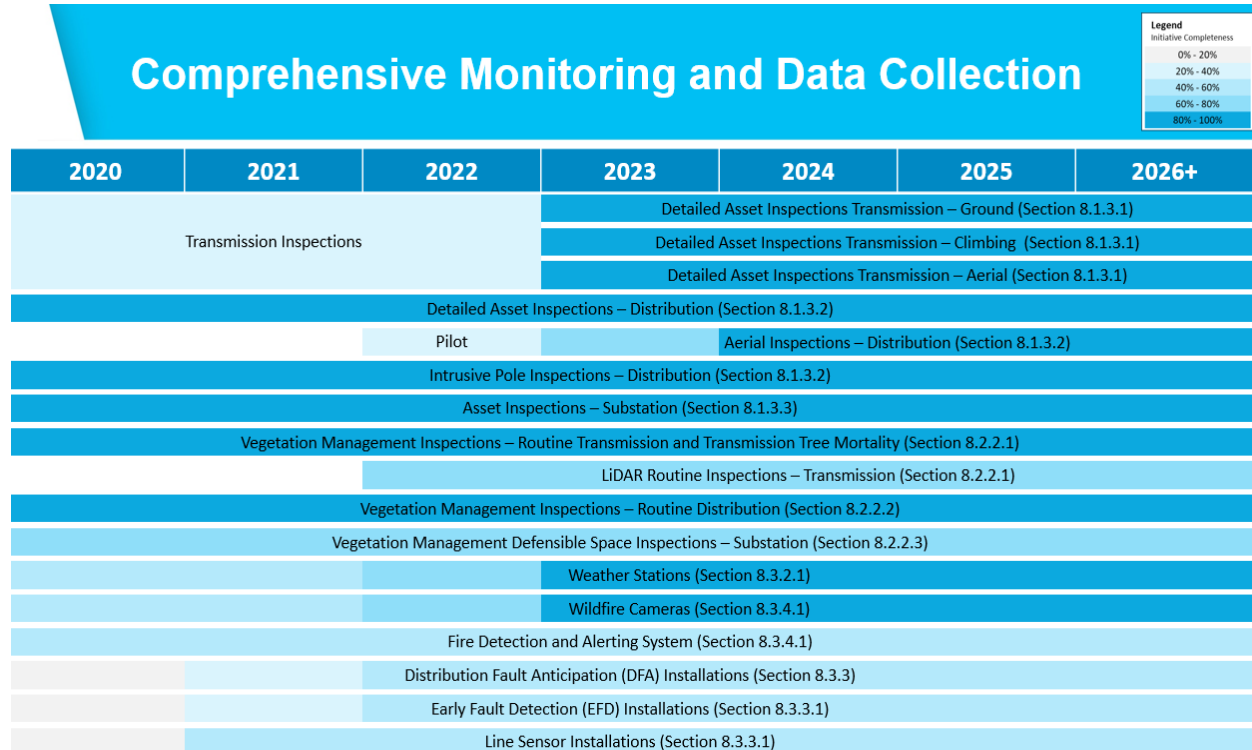 Comprehensive Monitoring and Data Collection
Legend
Initiative Completeness
0% - 20%
20% - 40%
40% - 60%
60% - 80%
80% - 100%
2020 2021 2022 2023 2024 2025 2026+
Transmission Inspections
Detailed Asset Inspections Transmission – Ground (Section 8.1.3.1)
Detailed Asset Inspections Transmission – Climbing (Section 8.1.3.1)
Detailed Asset Inspections Transmission – Aerial (Section 8.1.3.1)
Detailed Asset Inspections – Distribution (Section 8.1.3.2)
Pilot Aerial Inspections – Distribution (Section 8.1.3.2)
Intrusive Pole Inspections – Distribution (Section 8.1.3.2)
Asset Inspections – Substation (Section 8.1.3.3)
Vegetation Management Inspections – Routine Transmission and Transmission Tree Mortality (Section 8.2.2.1)
LiDAR Routine Inspections – Transmission (Section 8.2.2.1)
Vegetation Management Inspections – Routine Distribution (Section 8.2.2.2)
Vegetation Management Defensible Space Inspections – Substation (Section 8.2.2.3)
Weather Stations (Section 8.3.2.1)
Wildfire Cameras (Section 8.3.4.1)
Fire Detection and Alerting System (Section 8.3.4.1)
Distribution Fault Anticipation (DFA) Installations (Section 8.3.3)
Early Fault Detection (EFD) Installations (Section 8.3.3.1)
Line Sensor Installations (Section 8.3.3.1)